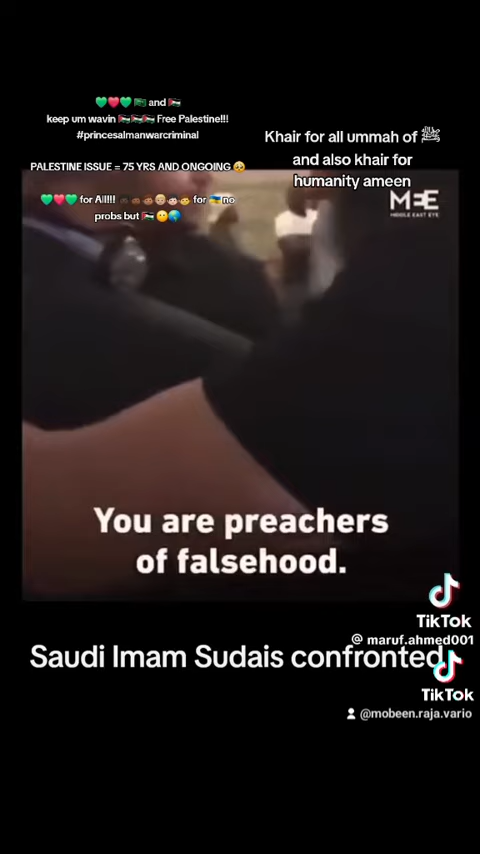 💚❤️💚 🇸🇦 and 🇵🇸
keep um wavin 🇵🇸🇵🇸🇵🇸 Free Palestine!!!
#princesalmanwarcriminal
PALESTINE ISSUE = 75 YRS AND ONGOING 🥺
💚❤️💚 for All!!! 👴🏿👴🏾🧓🏽👴🏼🧓🏻🧓 for 🇺🇦no
probs but 🇵🇸😶🌎
Khair for all ummah of ﷺ
and also khair for
humanity ameen
MEE
MIDDLE EAST EYE
You are preachers
of falsehood.
TikTok
@ maruf.ahmed001
Saudi Imam Sudais confronted
TikTok
@mobeen.raja.vario